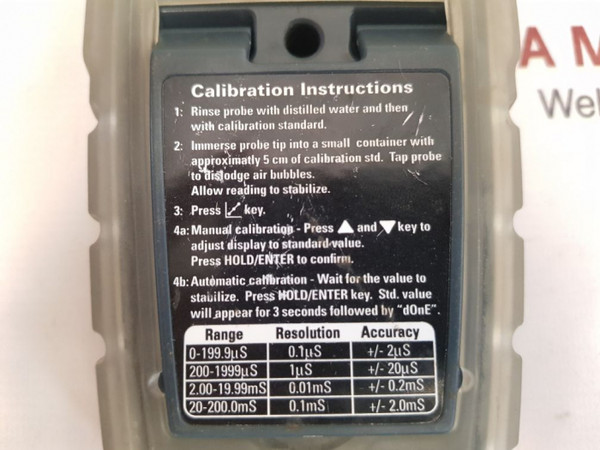 Calibration Instructions
1: Rinse probe with distilled water and then
with calibration standard.
2: Immerse probe tip into a small container with
approximatly 5 cm of calibration std. Tap probe
to dislodge air bubbles.
Allow reading to stabilize.
3: Press key.
4a: Manual calibration - Press ▲ and ▼ key to
adjust display to standard value.
Press HOLD/ENTER to confirm.
4b: Automatic calibration - Wait for the value to
stabilize. Press HOLD/ENTER key. Std. value
will appear for 3 seconds followed by "dOnE".
Range Resolution Accuracy
0-199.9µS 0.1µS +/- 2µS
200-1999µS 1µS +/- 20µS
2.00-19.99mS 0.01mS +/- 0.2mS
20-200.0mS 0.1mS +/- 2.0mS
A M
Wel